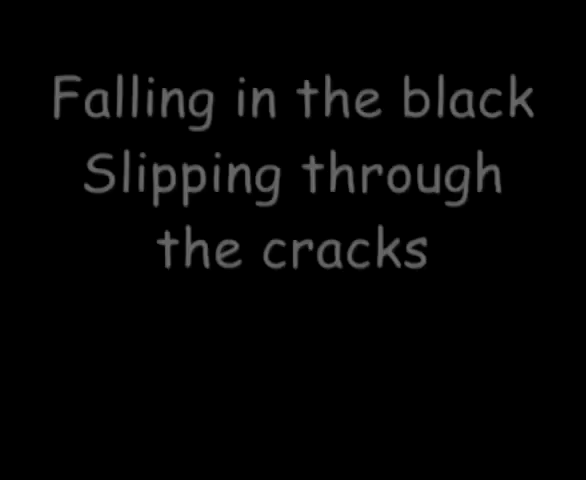 Falling in the black
Slipping through
the cracks